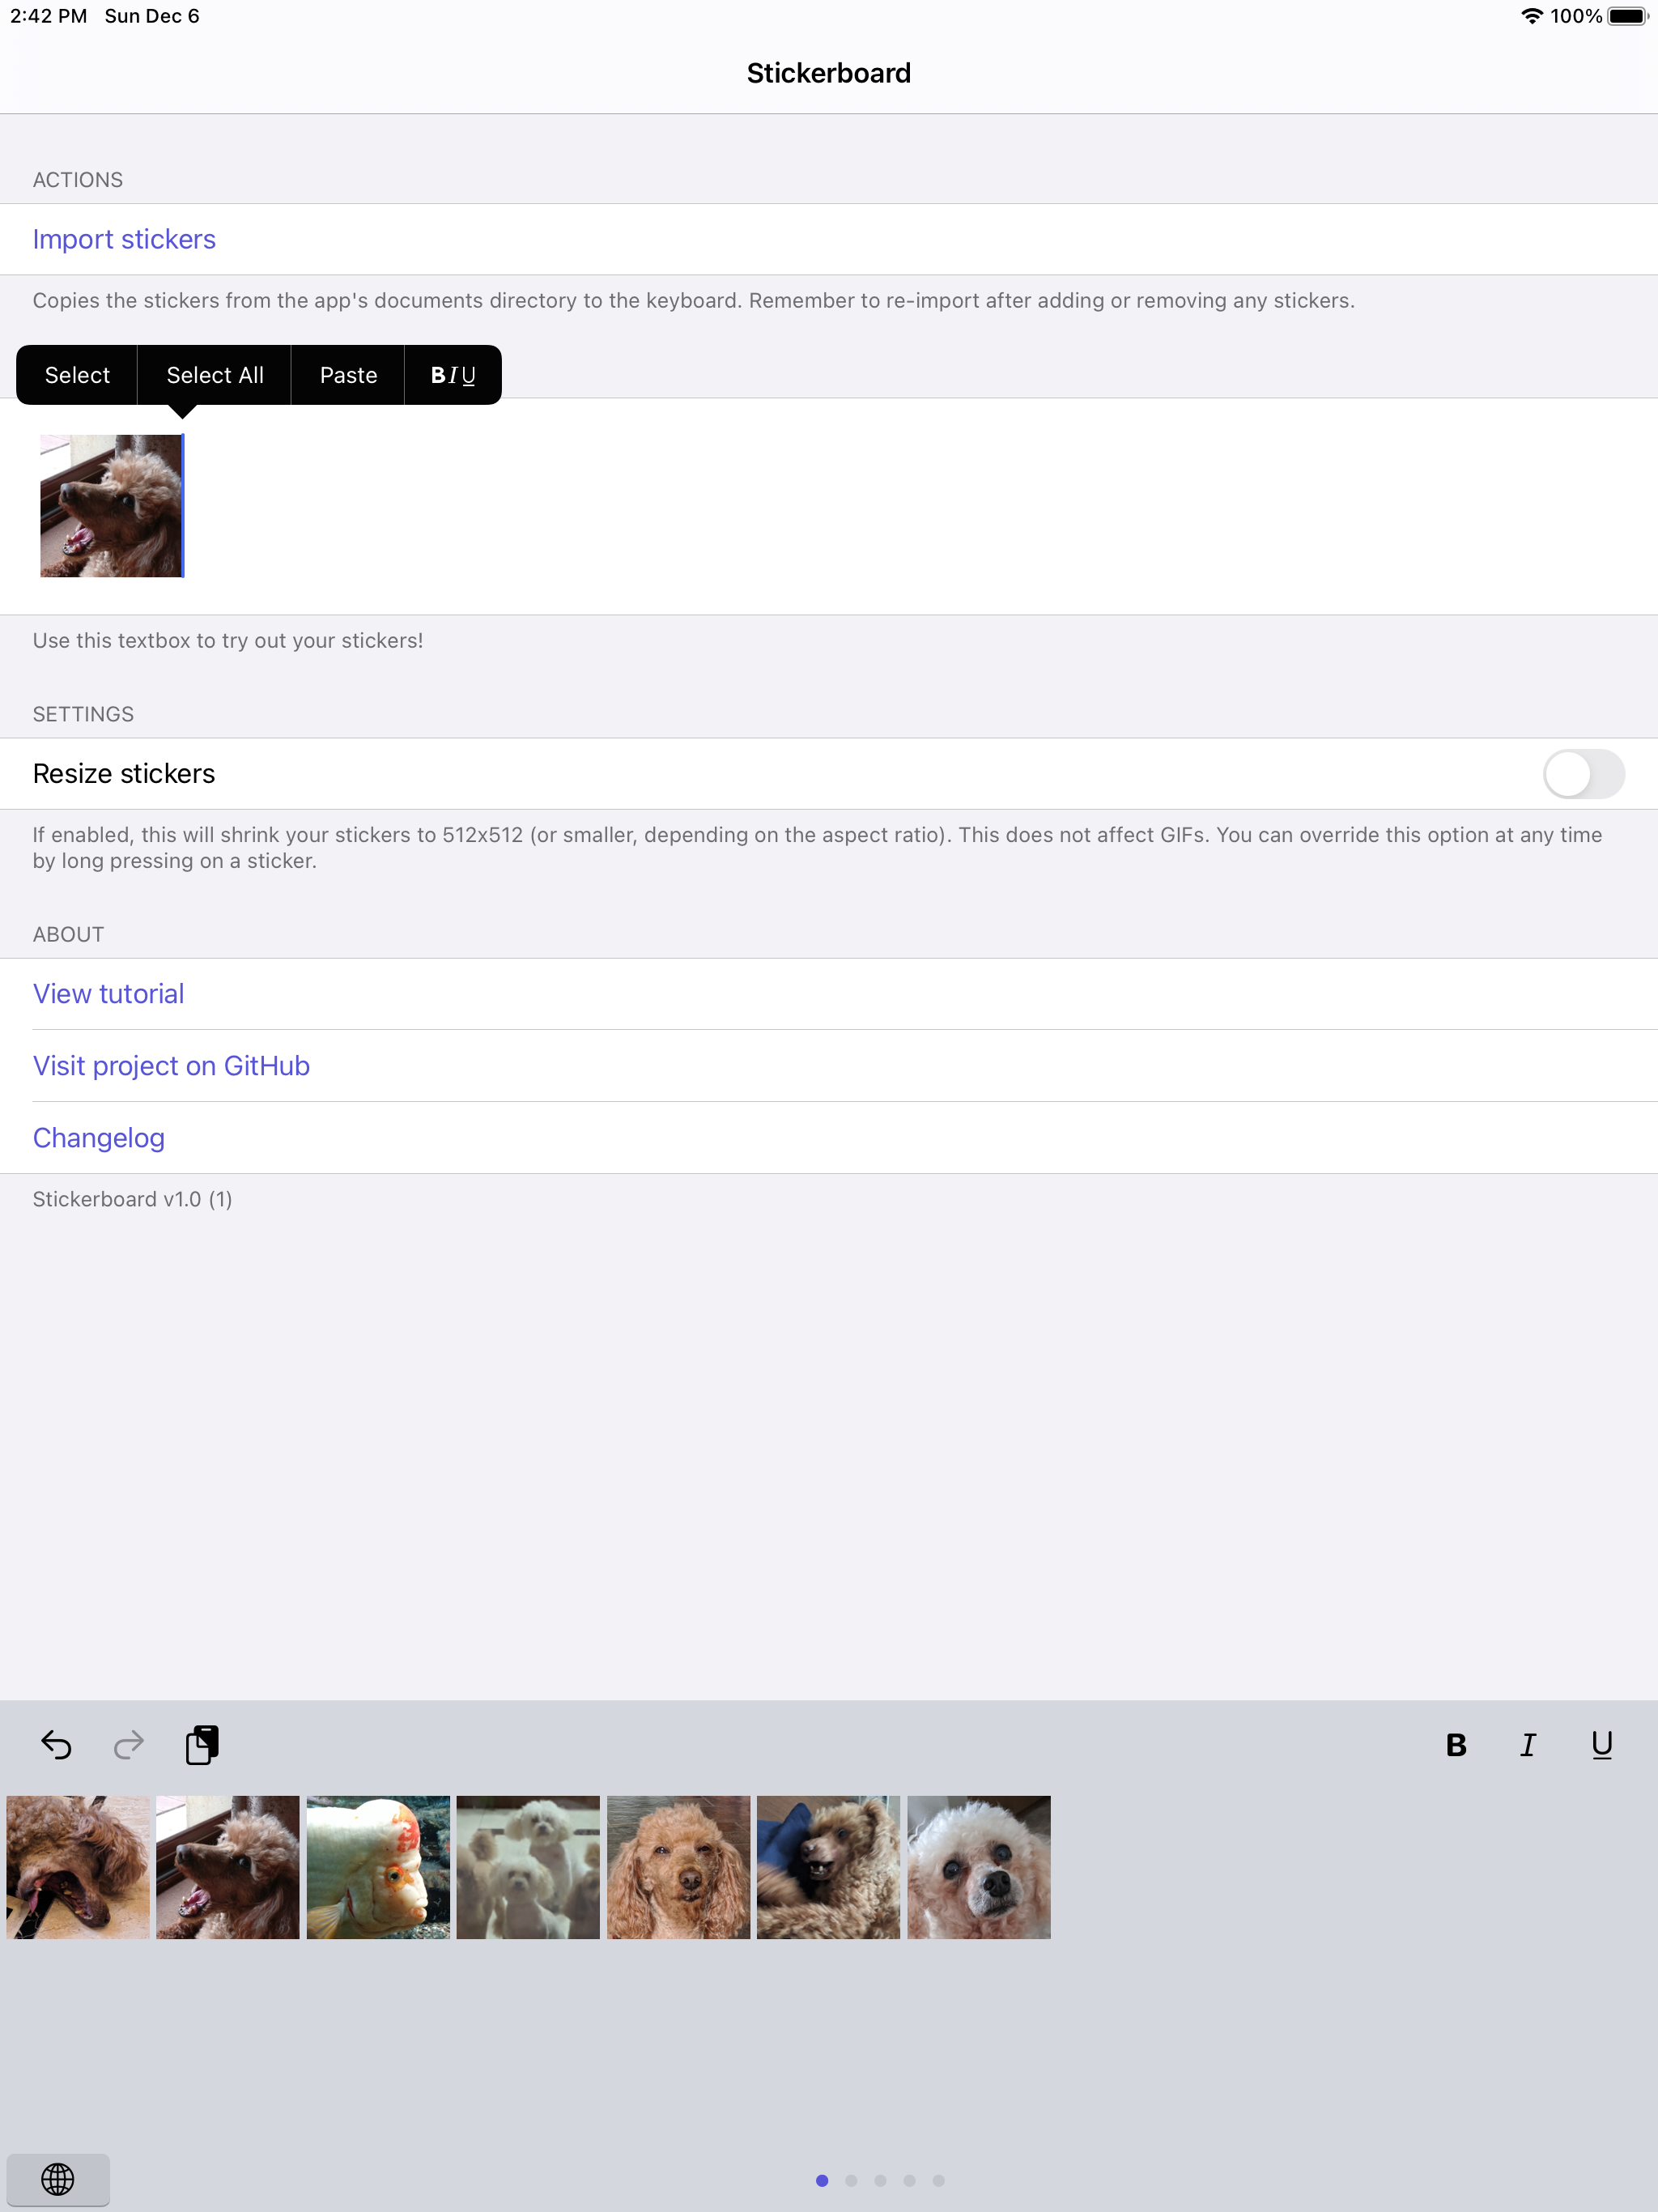 2:42 PM Sun Dec 6
100%
Stickerboard
ACTIONS
Import stickers
Copies the stickers from the app's documents directory to the keyboard. Remember to re-import after adding or removing any stickers.
Select Select All Paste B I U
Use this textbox to try out your stickers!
SETTINGS
Resize stickers
If enabled, this will shrink your stickers to 512x512 (or smaller, depending on the aspect ratio). This does not affect GIFs. You can override this option at any time
by long pressing on a sticker.
ABOUT
View tutorial
Visit project on GitHub
Changelog
Stickerboard v1.0 (1)
B I U